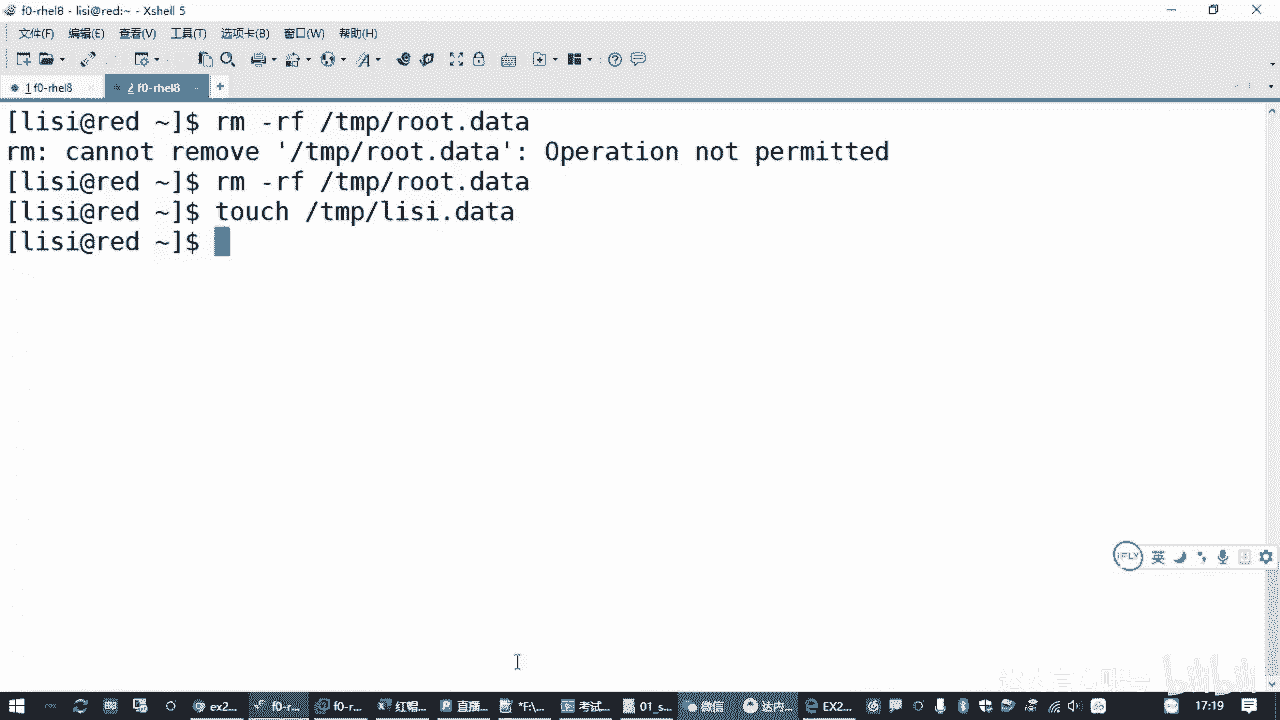 f0-rhel8 - lisi@red:~ - Xshell 5
文件(F) 编辑(E) 查看(V) 工具(T) 选项卡(B) 窗口(W) 帮助(H)
1 f0-rhel8 2 f0-rhel8
[lisi@red ~]$ rm -rf /tmp/root.data
rm: cannot remove '/tmp/root.data': Operation not permitted
[lisi@red ~]$ rm -rf /tmp/root.data
[lisi@red ~]$ touch /tmp/lisi.data
[lisi@red ~]$
iFLY 英
bilibili
ex2... f0-r... f0-r... 红帽... 直播... *F:\... 考试... 01_s... 微信 达内... EX2... 17:19